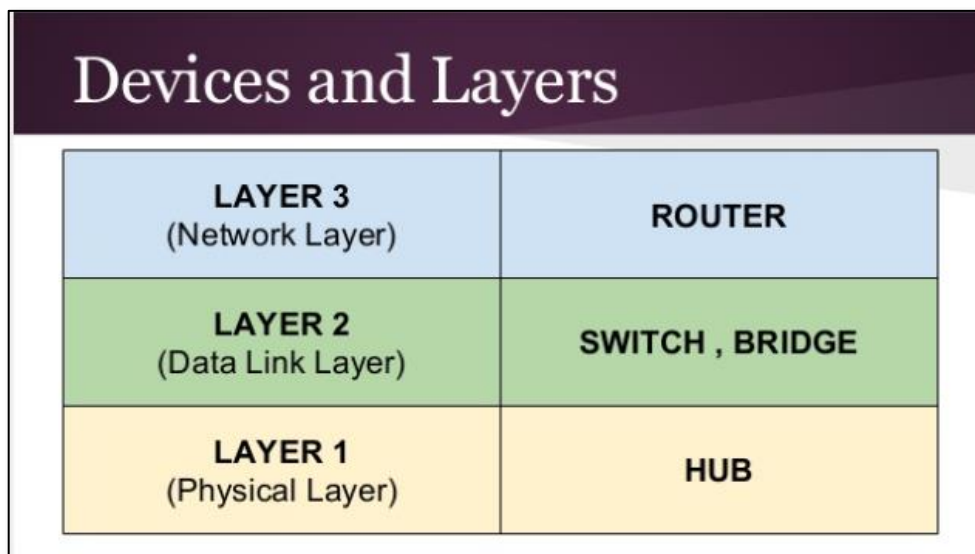 Devices and Layers
LAYER 3
(Network Layer)
ROUTER
LAYER 2
(Data Link Layer)
SWITCH , BRIDGE
LAYER 1
(Physical Layer)
HUB